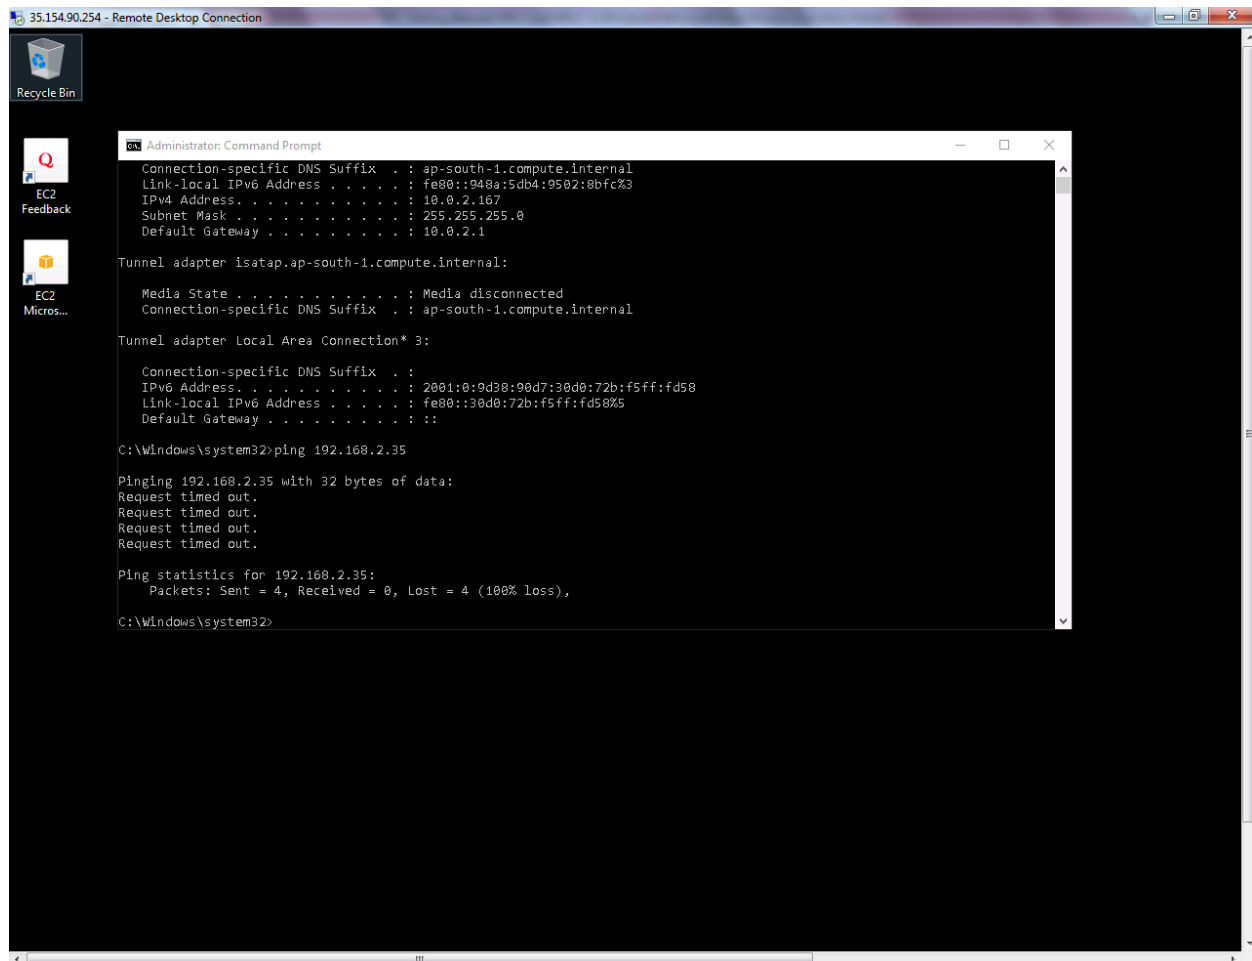 35.154.90.254 - Remote Desktop Connection
Recycle Bin
EC2
Feedback
EC2
Micros...
Administrator: Command Prompt
Connection-specific DNS Suffix  . : ap-south-1.compute.internal
Link-local IPv6 Address . . . . . : fe80::948a:5db4:9502:8bfc%3
IPv4 Address. . . . . . . . . . . : 10.0.2.167
Subnet Mask . . . . . . . . . . . : 255.255.255.0
Default Gateway . . . . . . . . . : 10.0.2.1
Tunnel adapter isatap.ap-south-1.compute.internal:
Media State . . . . . . . . . . . : Media disconnected
Connection-specific DNS Suffix  . : ap-south-1.compute.internal
Tunnel adapter Local Area Connection* 3:
Connection-specific DNS Suffix  . :
IPv6 Address. . . . . . . . . . . : 2001:0:9d38:90d7:30d0:72b:f5ff:fd58
Link-local IPv6 Address . . . . . : fe80::30d0:72b:f5ff:fd58%5
Default Gateway . . . . . . . . . : ::
C:\Windows\system32>ping 192.168.2.35
Pinging 192.168.2.35 with 32 bytes of data:
Request timed out.
Request timed out.
Request timed out.
Request timed out.
Ping statistics for 192.168.2.35:
Packets: Sent = 4, Received = 0, Lost = 4 (100% loss),
C:\Windows\system32>